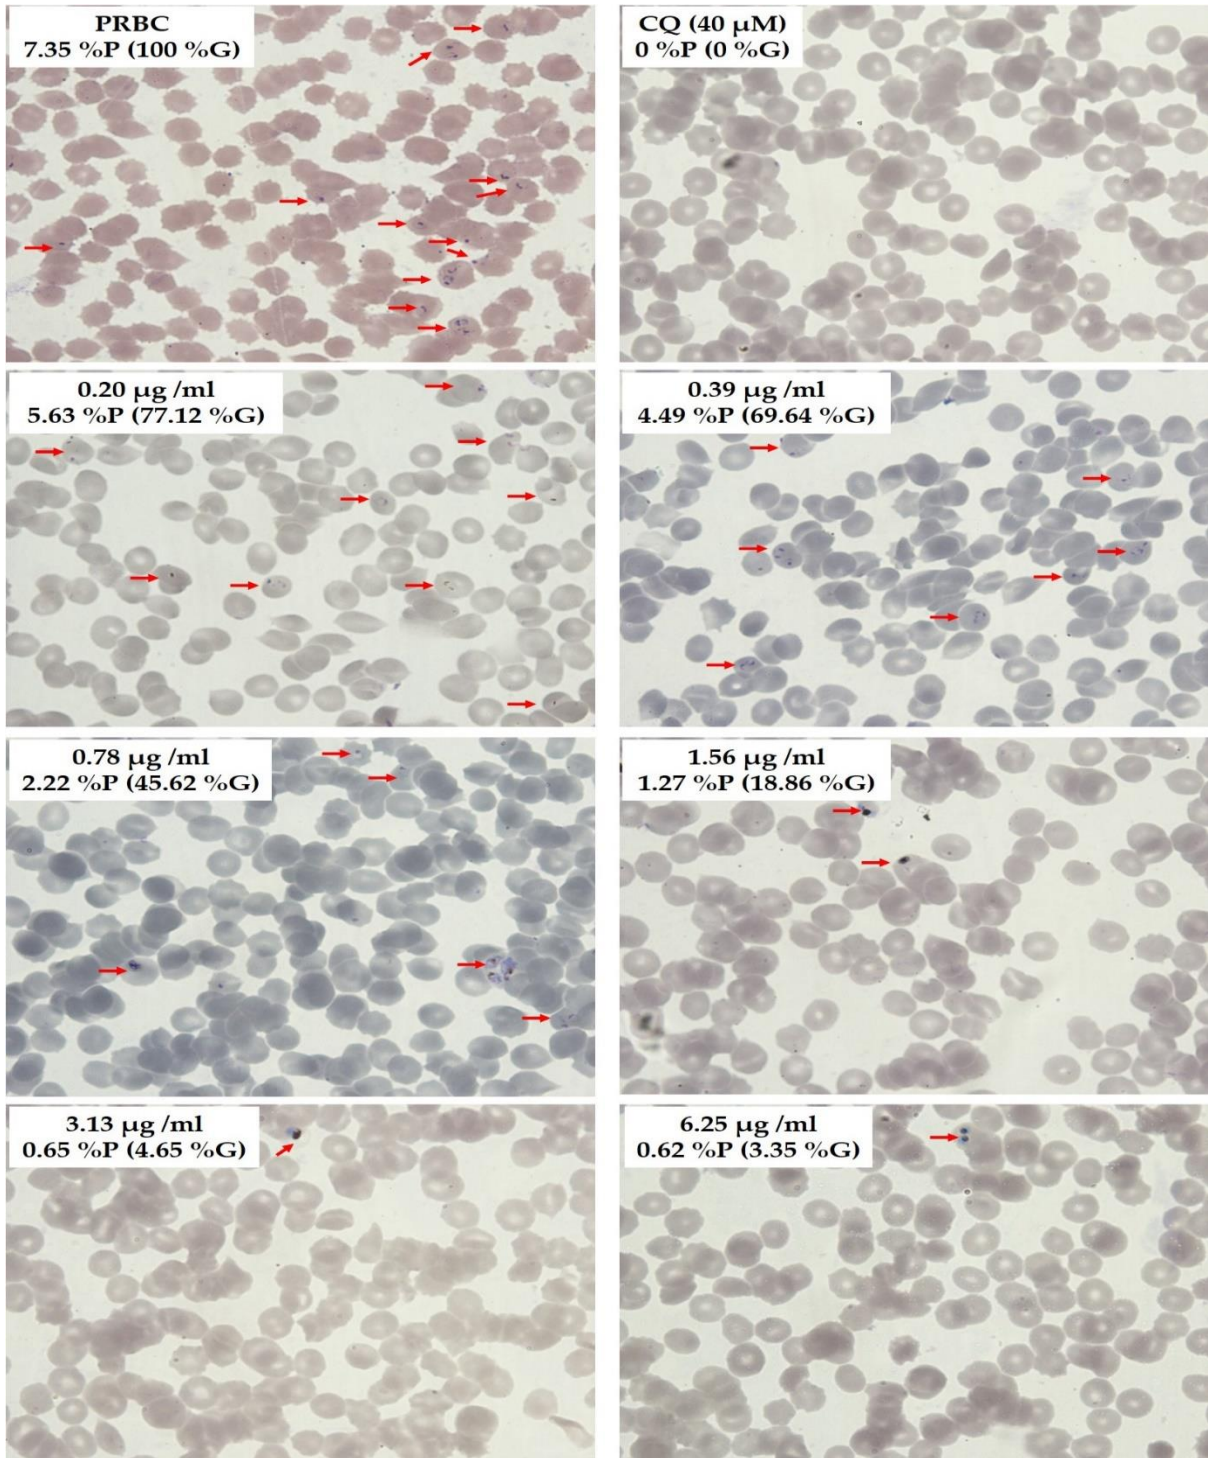 PRBC
7.35 %P (100 %G)
CQ (40 µM)
0 %P (0 %G)
0.20 µg /ml
5.63 %P (77.12 %G)
0.39 µg /ml
4.49 %P (69.64 %G)
0.78 µg /ml
2.22 %P (45.62 %G)
1.56 µg /ml
1.27 %P (18.86 %G)
3.13 µg /ml
0.65 %P (4.65 %G)
6.25 µg /ml
0.62 %P (3.35 %G)